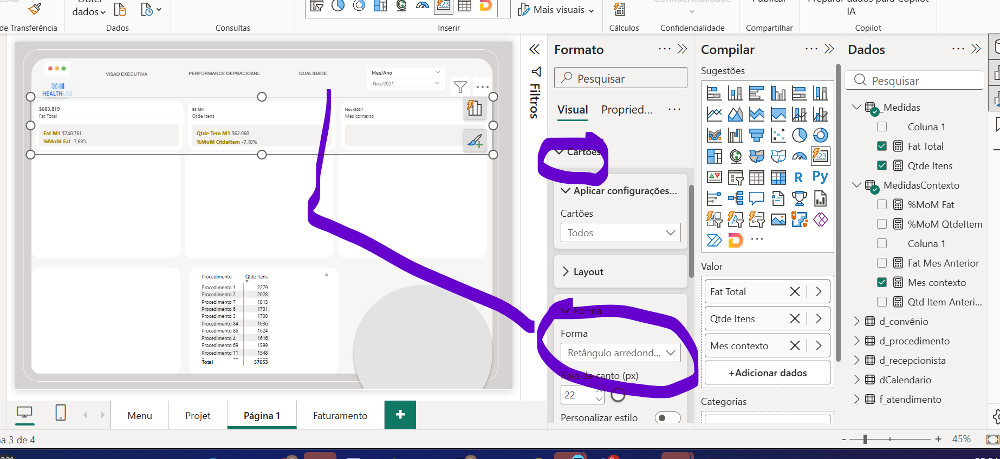 Obter
dados
de Transferência
Dados
Consultas
Inserir
Mais visuais
Cálculos
Confidencialidade
Confidencialidade
Publicar
Compartilhar
Preparar dados para Copilot
IA
Copilot
VISAO EXECUTIVA
PERFORMANCE OEPRACIOANL
QUALIDADE
Mes/Ano
Nov/2021
HEALTHLAB
$683.819
Fat Total
Fat M1 $740.761
%MoM Fat -7,69%
58 Mil
Qtde Itens
Qtde Tem M1 $62.060
%MoM QtdeItem -7,10%
Nov/2021
Mes contexto
Procedimento Qtde Itens
Procedimento 1 2279
Procedimento 2 2028
Procedimento 7 1815
Procedimento 6 1731
Procedimento 3 1700
Procedimento 84 1636
Procedimento 86 1624
Procedimento 4 1616
Procedimento 69 1599
Procedimento 11 1548
Total 57653
Filtros
Formato
Pesquisar
Visual Propried...
Cartões
Aplicar configurações...
Cartões
Todos
Layout
Forma
Forma
Retângulo arredond...
Raio de canto (px)
22
Personalizar estilo
Compilar
Sugestões
123
R
Py
Valor
Fat Total
Qtde Itens
Mes contexto
+Adicionar dados
Categorias
Dados
Pesquisar
_Medidas
Coluna 1
Fat Total
Qtde Itens
_MedidasContexto
%MoM Fat
%MoM QtdeItem
Coluna 1
Fat Mes Anterior
Mes contexto
Qtd Item Anteri...
d_convênio
d_procedimento
d_recepcionista
dCalendario
f_atendimento
Menu
Projet
Página 1
Faturamento
a 3 de 4
45%